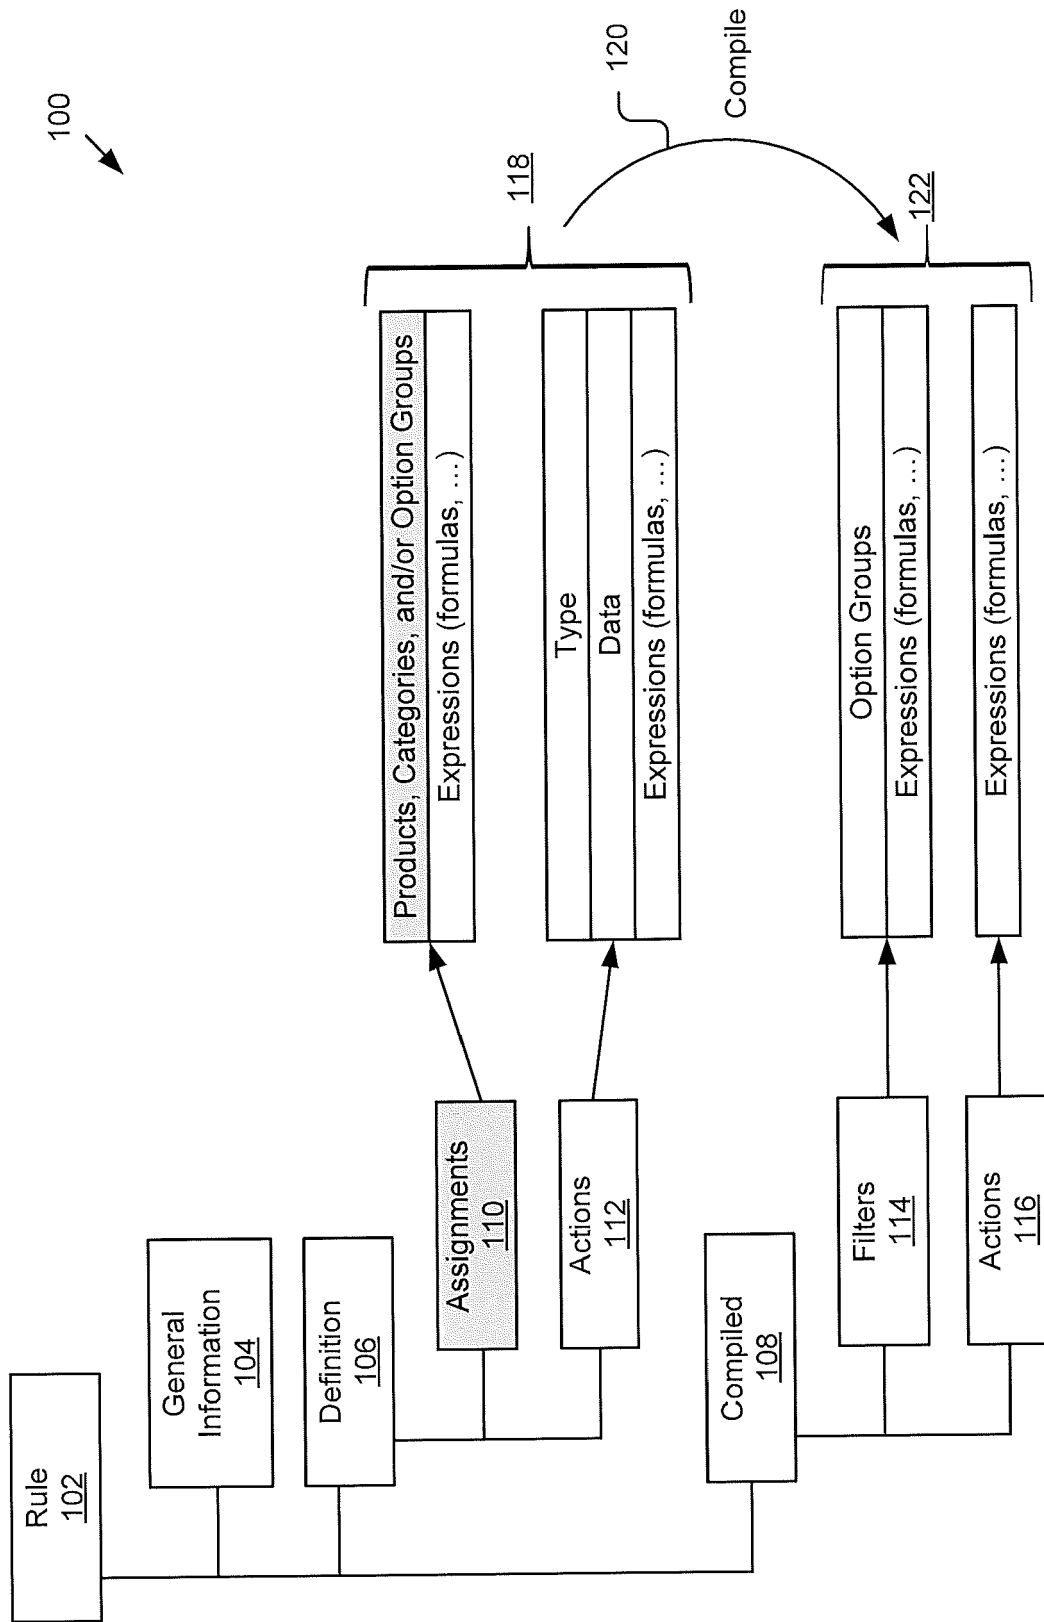 100
Rule
102
General
Information
104
Definition
106
Assignments
110
Products, Categories, and/or Option Groups
Expressions (formulas, ...)
118
Actions
112
Type
Data
Expressions (formulas, ...)
120
Compile
Compiled
108
Filters
114
Option Groups
Expressions (formulas, ...)
122
Actions
116
Expressions (formulas, ...)